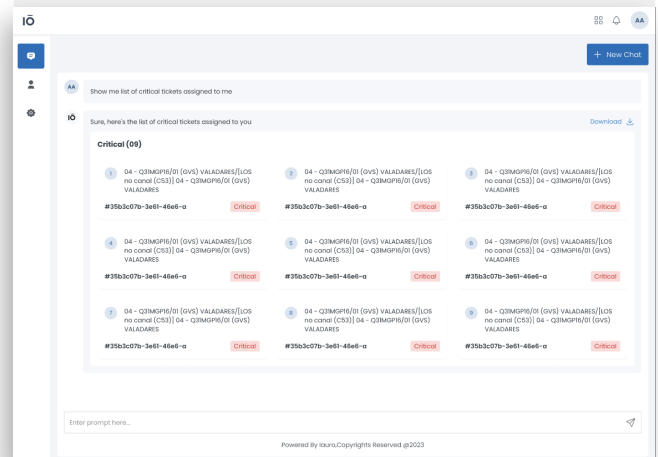 IŌ
AA
+ New Chat
AA
Show me list of critical tickets assigned to me
IŌ
Sure, here's the list of critical tickets assigned to you
Download
Critical (09)
1
04 - Q31MGP16/01 (GVS) VALADARES/[LOS
no canal (C53)] 04 - Q31MGP16/01 (GVS)
VALADARES
#35b3c07b-3e61-46e6-a
Critical
2
04 - Q31MGP16/01 (GVS) VALADARES/[LOS
no canal (C53)] 04 - Q31MGP16/01 (GVS)
VALADARES
#35b3c07b-3e61-46e6-a
Critical
3
04 - Q31MGP16/01 (GVS) VALADARES/[LOS
no canal (C53)] 04 - Q31MGP16/01 (GVS)
VALADARES
#35b3c07b-3e61-46e6-a
Critical
4
04 - Q31MGP16/01 (GVS) VALADARES/[LOS
no canal (C53)] 04 - Q31MGP16/01 (GVS)
VALADARES
#35b3c07b-3e61-46e6-a
Critical
5
04 - Q31MGP16/01 (GVS) VALADARES/[LOS
no canal (C53)] 04 - Q31MGP16/01 (GVS)
VALADARES
#35b3c07b-3e61-46e6-a
Critical
6
04 - Q31MGP16/01 (GVS) VALADARES/[LOS
no canal (C53)] 04 - Q31MGP16/01 (GVS)
VALADARES
#35b3c07b-3e61-46e6-a
Critical
7
04 - Q31MGP16/01 (GVS) VALADARES/[LOS
no canal (C53)] 04 - Q31MGP16/01 (GVS)
VALADARES
#35b3c07b-3e61-46e6-a
Critical
8
04 - Q31MGP16/01 (GVS) VALADARES/[LOS
no canal (C53)] 04 - Q31MGP16/01 (GVS)
VALADARES
#35b3c07b-3e61-46e6-a
Critical
9
04 - Q31MGP16/01 (GVS) VALADARES/[LOS
no canal (C53)] 04 - Q31MGP16/01 (GVS)
VALADARES
#35b3c07b-3e61-46e6-a
Critical
Enter prompt here...
Powered By Iauro,Copyrights Reserved @2023